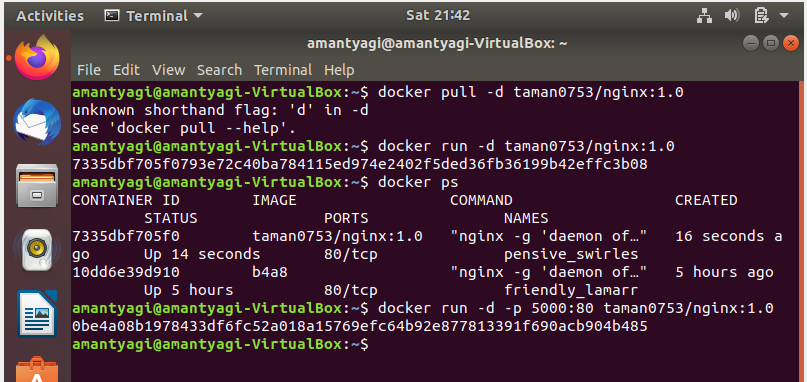 Activities
Terminal
Sat 21:42
amantyagi@amantyagi-VirtualBox: ~
File Edit View Search Terminal Help
amantyagi@amantyagi-VirtualBox:~$ docker pull -d taman0753/nginx:1.0
unknown shorthand flag: 'd' in -d
See 'docker pull --help'.
amantyagi@amantyagi-VirtualBox:~$ docker run -d taman0753/nginx:1.0
7335dbf705f0793e72c40ba784115ed974e2402f5ded36fb36199b42effc3b08
amantyagi@amantyagi-VirtualBox:~$ docker ps
CONTAINER ID        IMAGE                 COMMAND                  CREATED
        STATUS              PORTS               NAMES
7335dbf705f0        taman0753/nginx:1.0   "nginx -g 'daemon of…"   16 seconds a
go      Up 14 seconds       80/tcp              pensive_swirles
10dd6e39d910        b4a8                  "nginx -g 'daemon of…"   5 hours ago
        Up 5 hours          80/tcp              friendly_lamarr
amantyagi@amantyagi-VirtualBox:~$ docker run -d -p 5000:80 taman0753/nginx:1.0
0be4a08b1978433df6fc52a018a15769efc64b92e877813391f690acb904b485
amantyagi@amantyagi-VirtualBox:~$